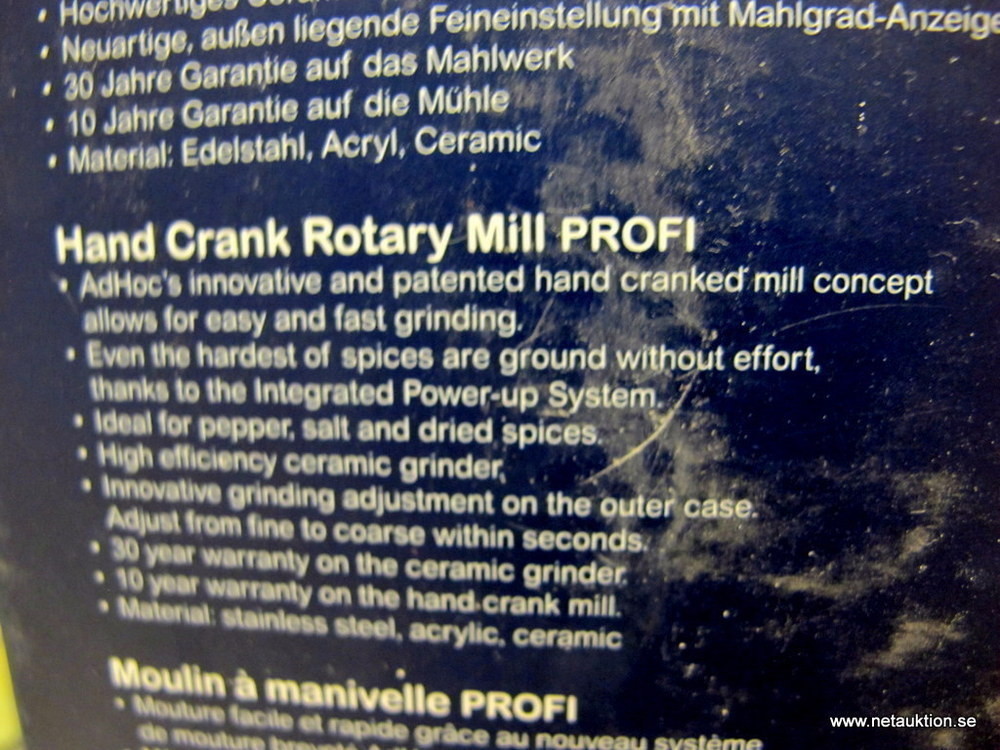 • Hochwertiges
• Neuartige, außen liegende Feineinstellung mit Mahlgrad-Anzeige
• 30 Jahre Garantie auf das Mahlwerk
• 10 Jahre Garantie auf die Mühle
• Material: Edelstahl, Acryl, Ceramic
Hand Crank Rotary Mill PROFI
• AdHoc's innovative and patented hand cranked mill concept
allows for easy and fast grinding.
• Even the hardest of spices are ground without effort,
thanks to the Integrated Power-up System.
• Ideal for pepper, salt and dried spices.
• High efficiency ceramic grinder,
• Innovative grinding adjustment on the outer case.
Adjust from fine to coarse within seconds.
• 30 year warranty on the ceramic grinder.
• 10 year warranty on the hand crank mill.
• Material: stainless steel, acrylic, ceramic
Moulin à manivelle PROFI
• Mouture facile et rapide grâce au nouveau système
de mouture breveté
www.netauktion.se